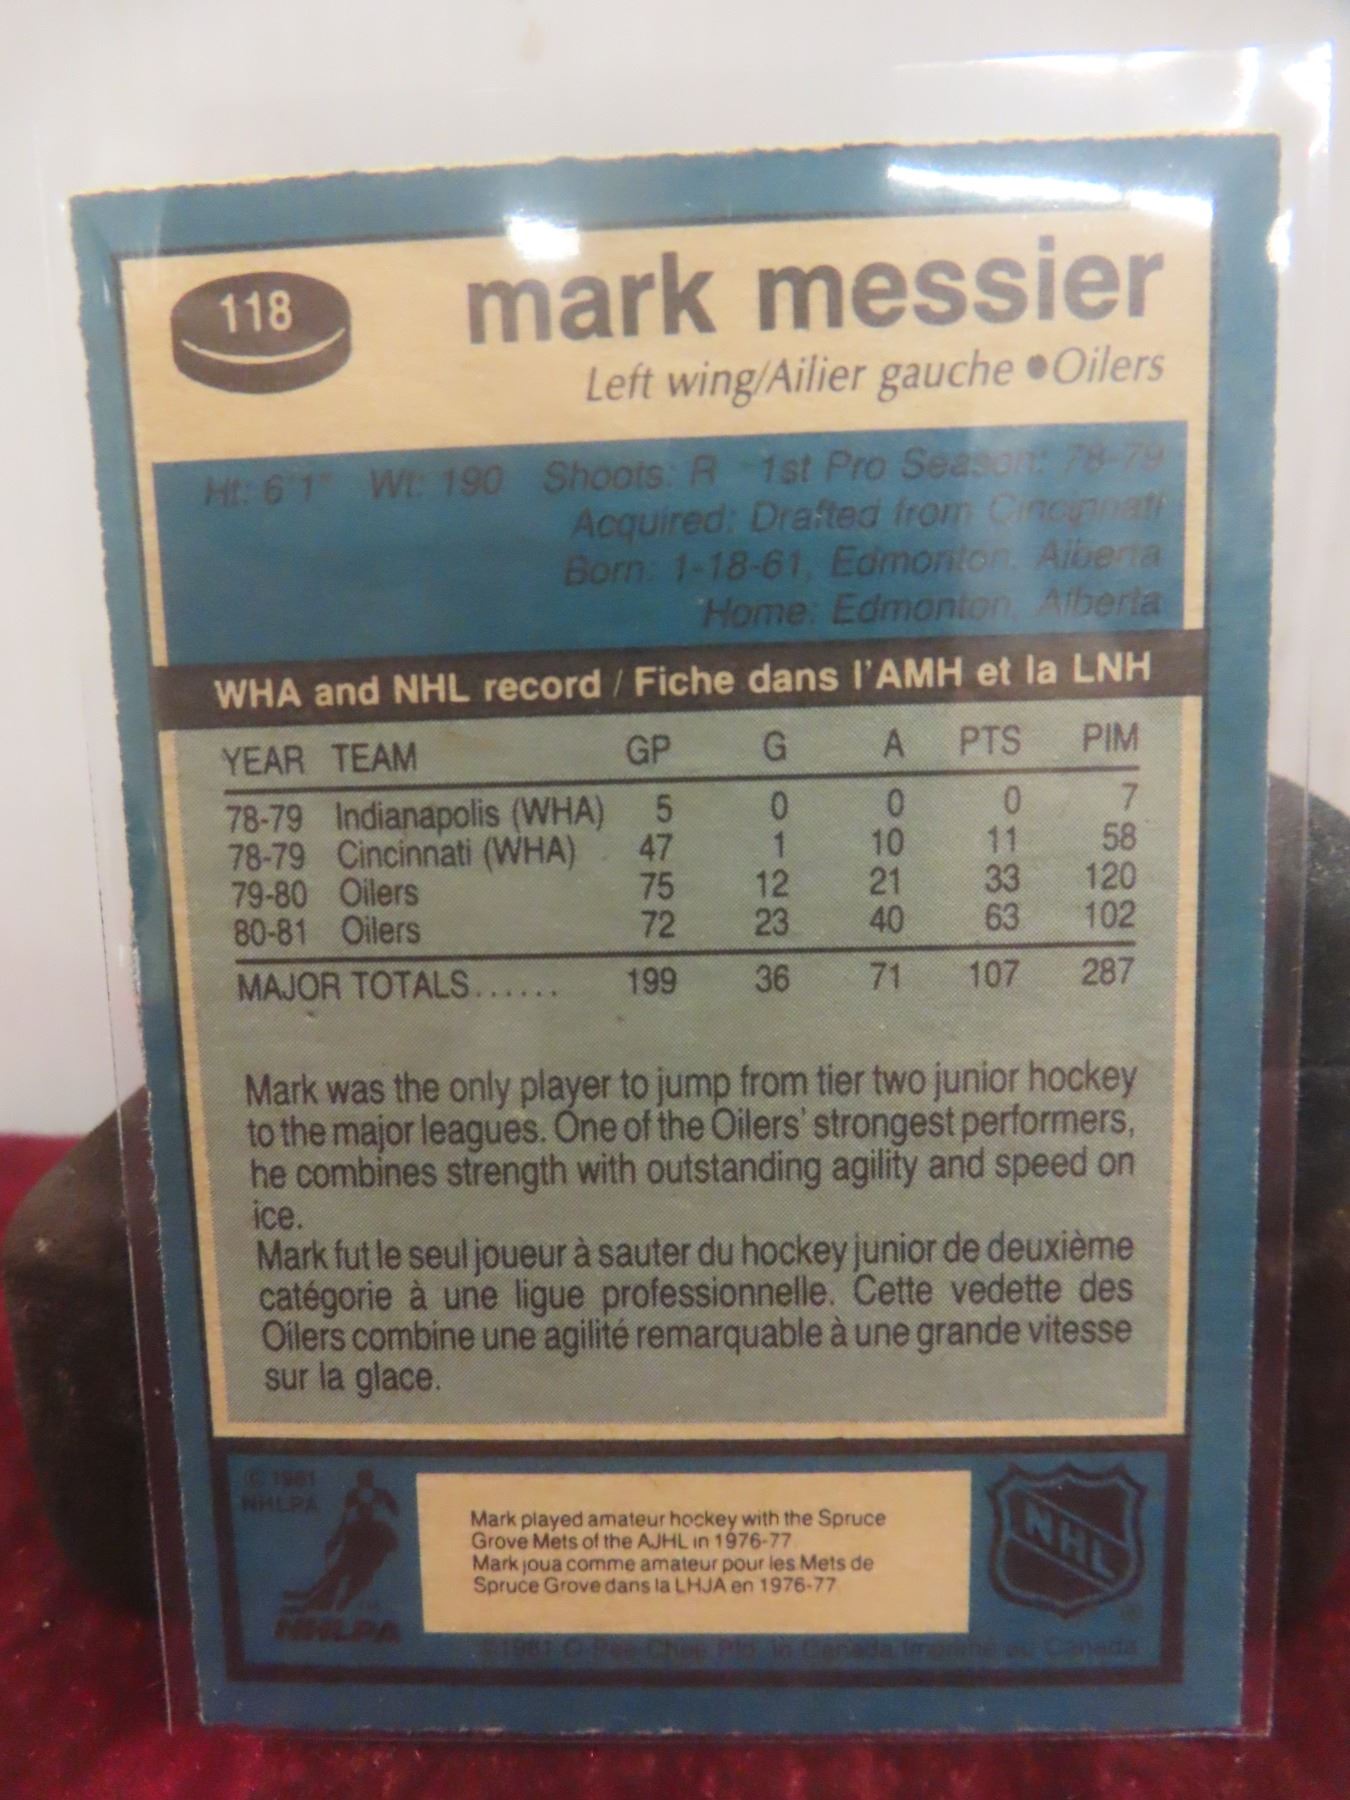 118
mark messier
Left wing/Ailier gauche •Oilers
Ht: 6'1" Wt: 190 Shoots: R 1st Pro Season: 78-79
Acquired: Drafted from Cincinnati
Born: 1-18-61, Edmonton, Alberta
Home: Edmonton, Alberta
WHA and NHL record / Fiche dans l'AMH et la LNH
YEAR TEAM GP G A PTS PIM
78-79 Indianapolis (WHA) 5 0 0 0 7
78-79 Cincinnati (WHA) 47 1 10 11 58
79-80 Oilers 75 12 21 33 120
80-81 Oilers 72 23 40 63 102
MAJOR TOTALS...... 199 36 71 107 287
Mark was the only player to jump from tier two junior hockey
to the major leagues. One of the Oilers' strongest performers,
he combines strength with outstanding agility and speed on
ice.
Mark fut le seul joueur à sauter du hockey junior de deuxième
catégorie à une ligue professionnelle. Cette vedette des
Oilers combine une agilité remarquable à une grande vitesse
sur la glace.
© 1981
NHLPA
NHLPA
Mark played amateur hockey with the Spruce
Grove Mets of the AJHL in 1976-77
Mark joua comme amateur pour les Mets de
Spruce Grove dans la LHJA en 1976-77
NHL
©1981 O-Pee-Chee Ptd. in Canada Imprimé au Canada